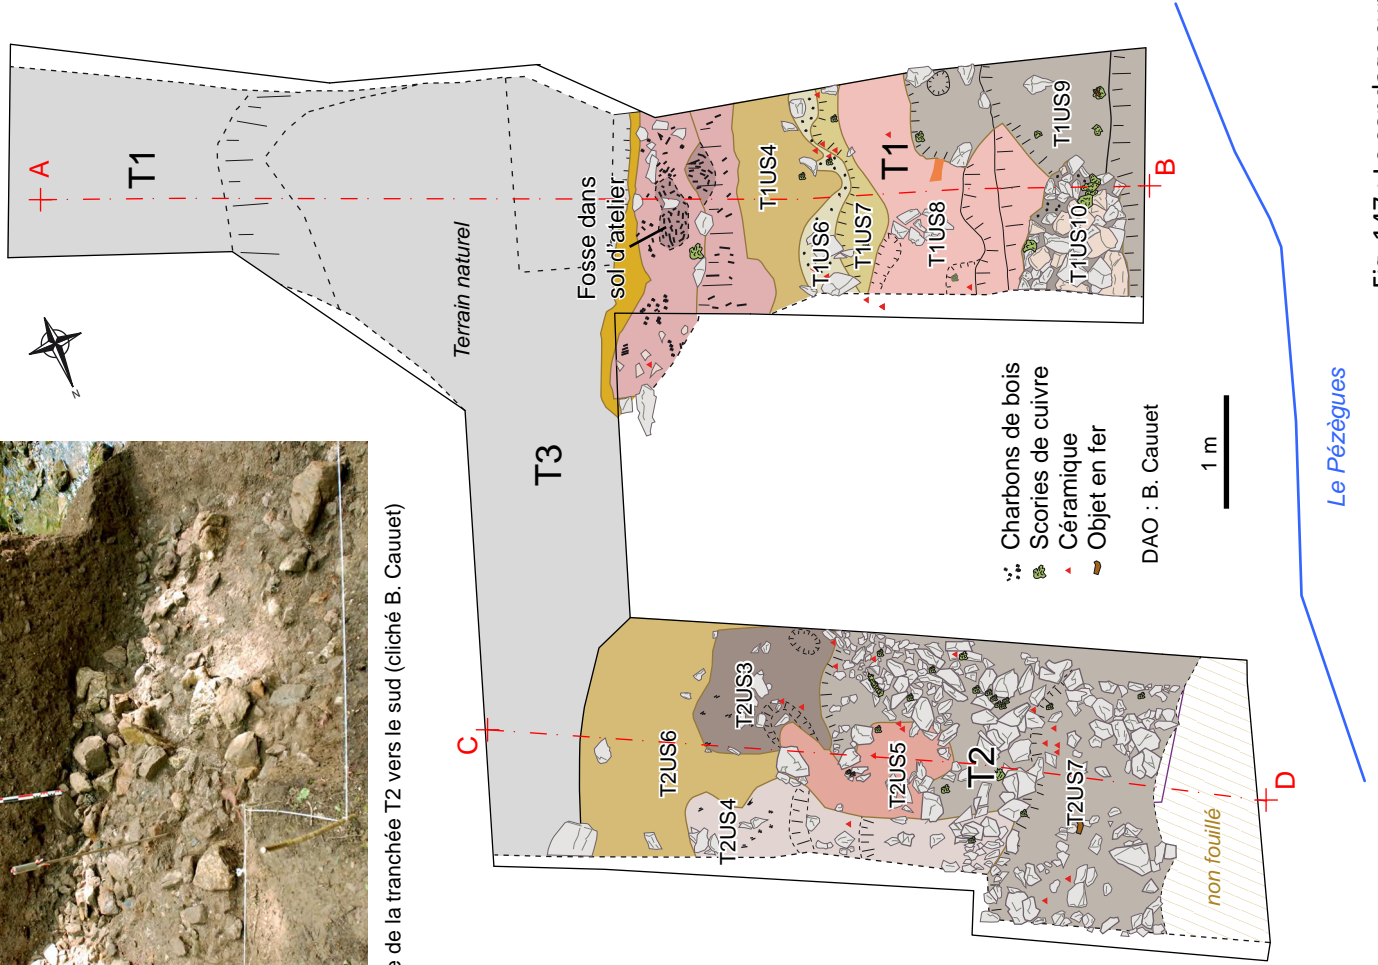 A
T1
Terrain naturel
N
Fosse dans
sol d'atelier
T1US4
T1US6
T1US7
T1
T1US8
T1US9
T1US10
B
T3
C
T2US6
T2US3
T2US4
T2US5
T2
T2US7
non fouillé
D
Charbons de bois
Scories de cuivre
Céramique
Objet en fer
DAO : B. Cauuet
1 m
Le Pézègues
e de la tranchée T2 vers le sud (cliché B. Cauuet)